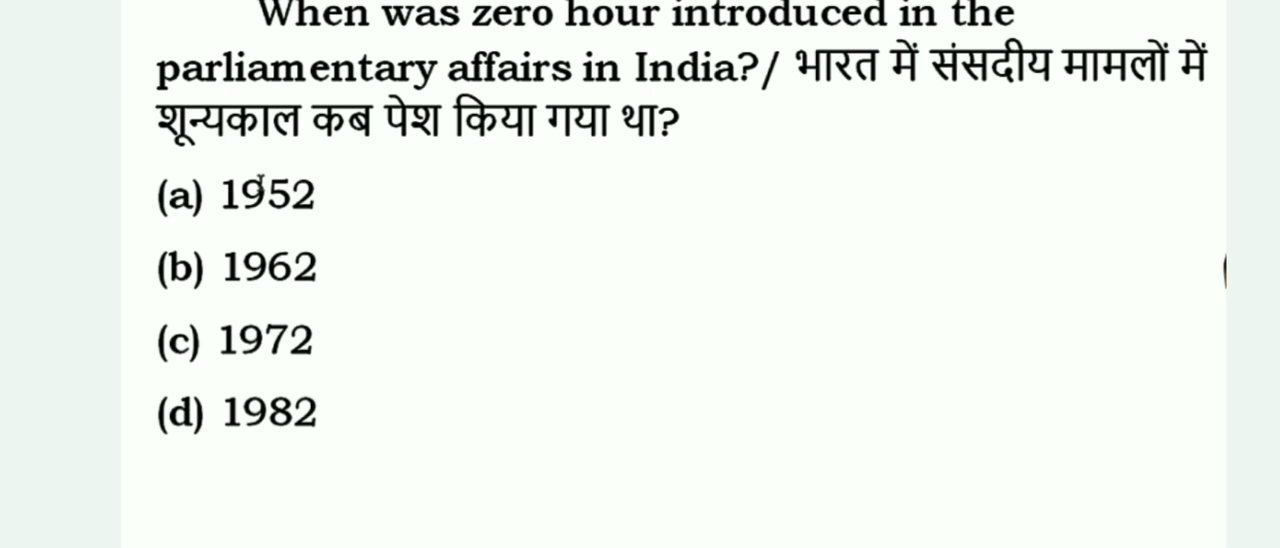 When was zero hour introduced in the
parliamentary affairs in India?/ भारत में संसदीय मामलों में
शून्यकाल कब पेश किया गया था?
(a) 1952
(b) 1962
(c) 1972
(d) 1982